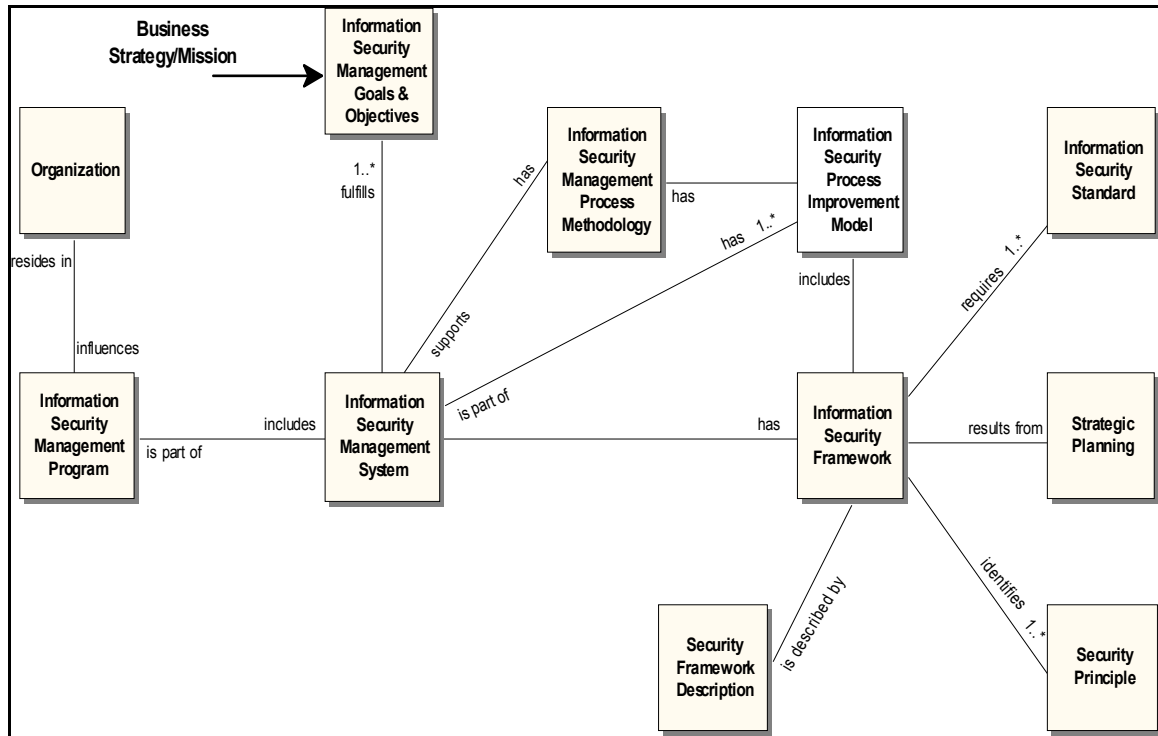 Business
Strategy/Mission
Information
Security
Management
Goals &
Objectives
Organization
Information
Security
Management
Process
Methodology
Information
Security
Process
Improvement
Model
Information
Security
Standard
1..*
fulfills
has
has
has 1..*
resides in
includes
requires 1..*
supports
influences
is part of
Information
Security
Management
Program
is part of
includes
Information
Security
Management
System
has
Information
Security
Framework
results from
Strategic
Planning
is described by
identifies 1..*
Security
Framework
Description
Security
Principle